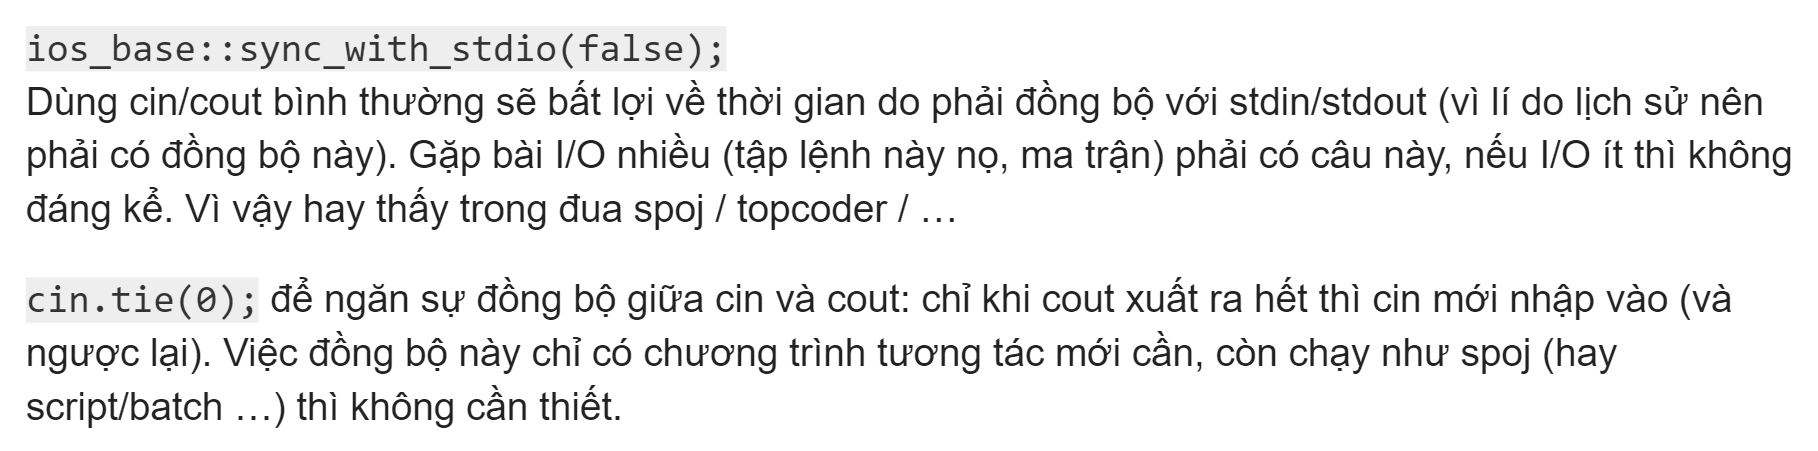 ios_base::sync_with_stdio(false);
Dùng cin/cout bình thường sẽ bất lợi về thời gian do phải đồng bộ với stdin/stdout (vì lí do lịch sử nên
phải có đồng bộ này). Gặp bài I/O nhiều (tập lệnh này nọ, ma trận) phải có câu này, nếu I/O ít thì không
đáng kể. Vì vậy hay thấy trong đua spoj / topcoder / …
cin.tie(0); để ngăn sự đồng bộ giữa cin và cout: chỉ khi cout xuất ra hết thì cin mới nhập vào (và
ngược lại). Việc đồng bộ này chỉ có chương trình tương tác mới cần, còn chạy như spoj (hay
script/batch …) thì không cần thiết.